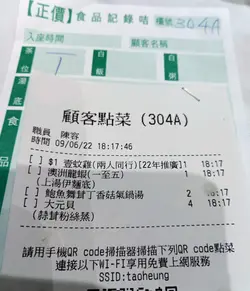 【正價】食品記錄咭 檯號 304A
入座時間 顧客名稱
茶位
7
顧客點菜 (304A)
職員 陳容
時間 09/06/22 18:17:46
[ ] $1 壹蚊雞(兩人同行)[22年推廣]1 18:17
[ ] 澳洲龍蝦(一至五) 1 18:17
(上湯伊麵底)
[ ] 鮑魚舞茸丁香菇氣鍋湯 2 18:17
[ ] 大元貝 4 18:17
(蒜茸粉絲蒸)
請用手機QR code掃描器掃描下列QR code點菜
連接以下WI-FI享用免費上網服務
SSID:taoheung